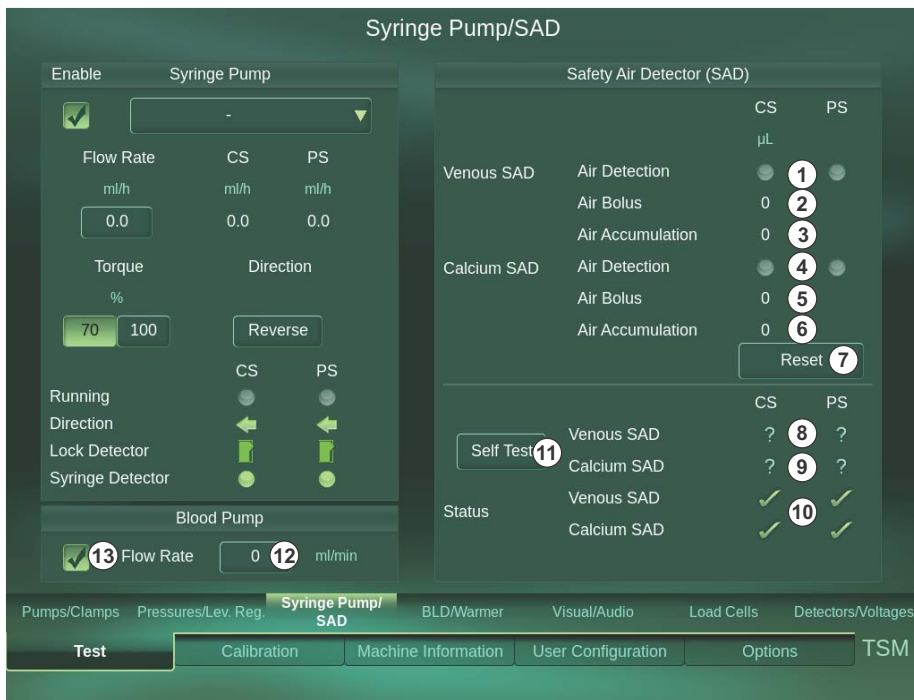 Syringe Pump/SAD
Enable Syringe Pump
-
Flow Rate CS PS
ml/h ml/h ml/h
0.0 0.0 0.0
Torque Direction
%
70 100 Reverse
CS PS
Running
Direction
Lock Detector
Syringe Detector
Blood Pump
13 Flow Rate 0 12 ml/min
Safety Air Detector (SAD)
CS PS
µL
Venous SAD Air Detection 1
Air Bolus 0 2
Air Accumulation 0 3
Calcium SAD Air Detection 4
Air Bolus 0 5
Air Accumulation 0 6
Reset 7
CS PS
Self Test 11 Venous SAD ? 8 ?
Calcium SAD ? 9 ?
Status Venous SAD 10
Calcium SAD
Pumps/Clamps Pressures/Lev. Reg. Syringe Pump/ SAD BLD/Warmer Visual/Audio Load Cells Detectors/Voltages
Test Calibration Machine Information User Configuration Options TSM